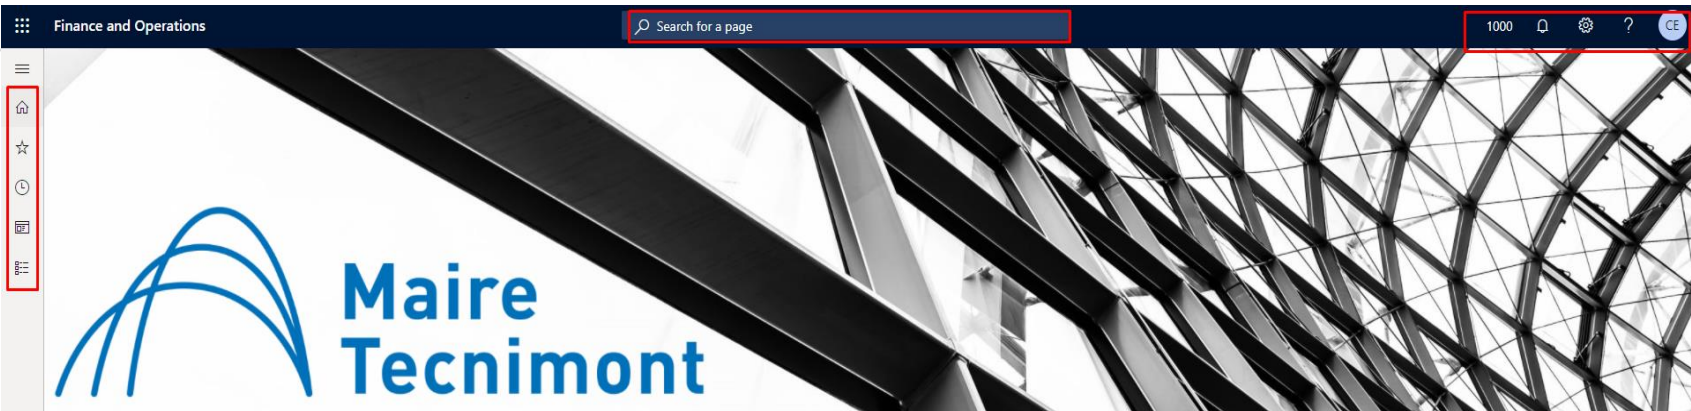 Finance and Operations
Search for a page
1000
?
CE
Maire
Tecnimont